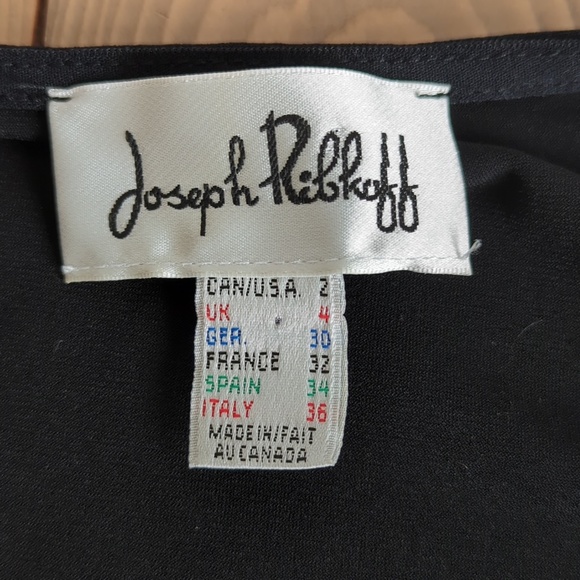 Joseph Ribkoff
CAN/U.S.A. 2
UK 4
GER. 30
FRANCE 32
SPAIN 34
ITALY 36
MADE IN/FAIT
AU CANADA